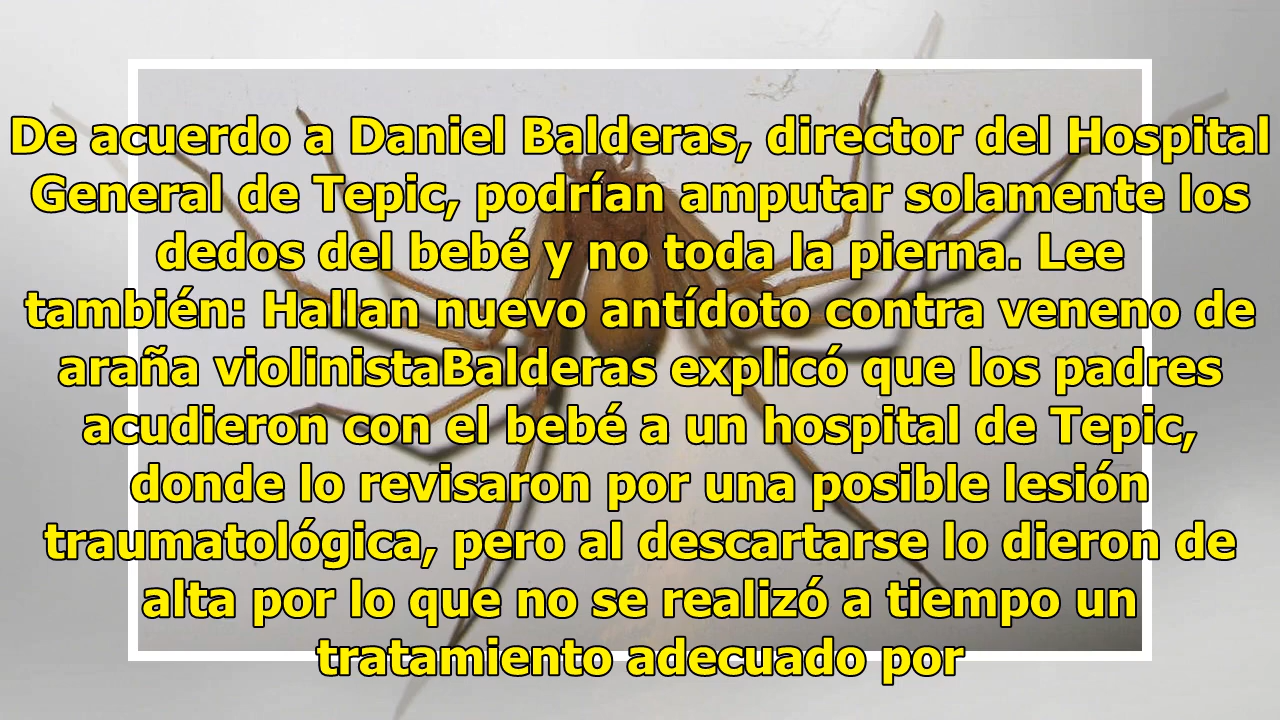 De acuerdo a Daniel Balderas, director del Hospital
General de Tepic, podrían amputar solamente los
dedos del bebé y no toda la pierna. Lee
también: Hallan nuevo antídoto contra veneno de
araña violinistaBalderas explicó que los padres
acudieron con el bebé a un hospital de Tepic,
donde lo revisaron por una posible lesión
traumatológica, pero al descartarse lo dieron de
alta por lo que no se realizó a tiempo un
tratamiento adecuado por